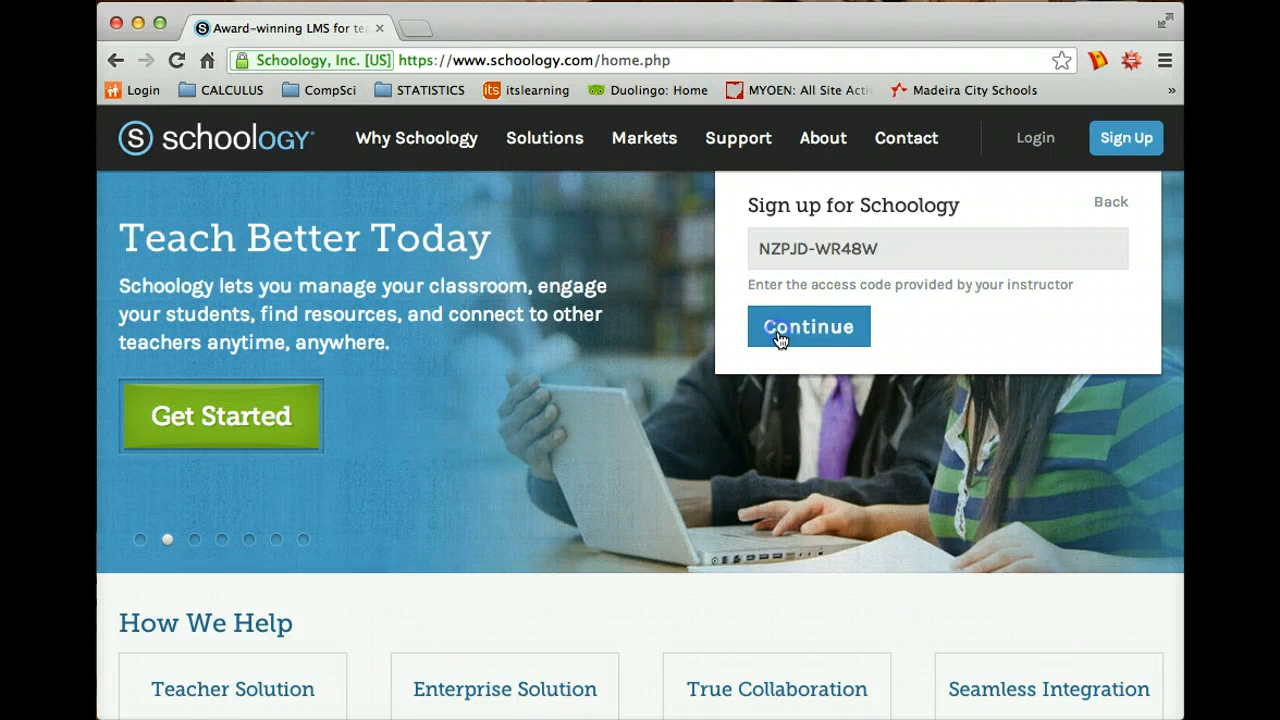 Award-winning LMS for tea
Schoology, Inc. [US] https://www.schoology.com/home.php
Login CALCULUS CompSci STATISTICS its itslearning Duolingo: Home MYOEN: All Site Acti Madeira City Schools »
S schoology Why Schoology Solutions Markets Support About Contact Login Sign Up
Teach Better Today
Schoology lets you manage your classroom, engage
your students, find resources, and connect to other
teachers anytime, anywhere.
Get Started
Sign up for Schoology Back
NZPJD-WR48W
Enter the access code provided by your instructor
Continue
How We Help
Teacher Solution Enterprise Solution True Collaboration Seamless Integration